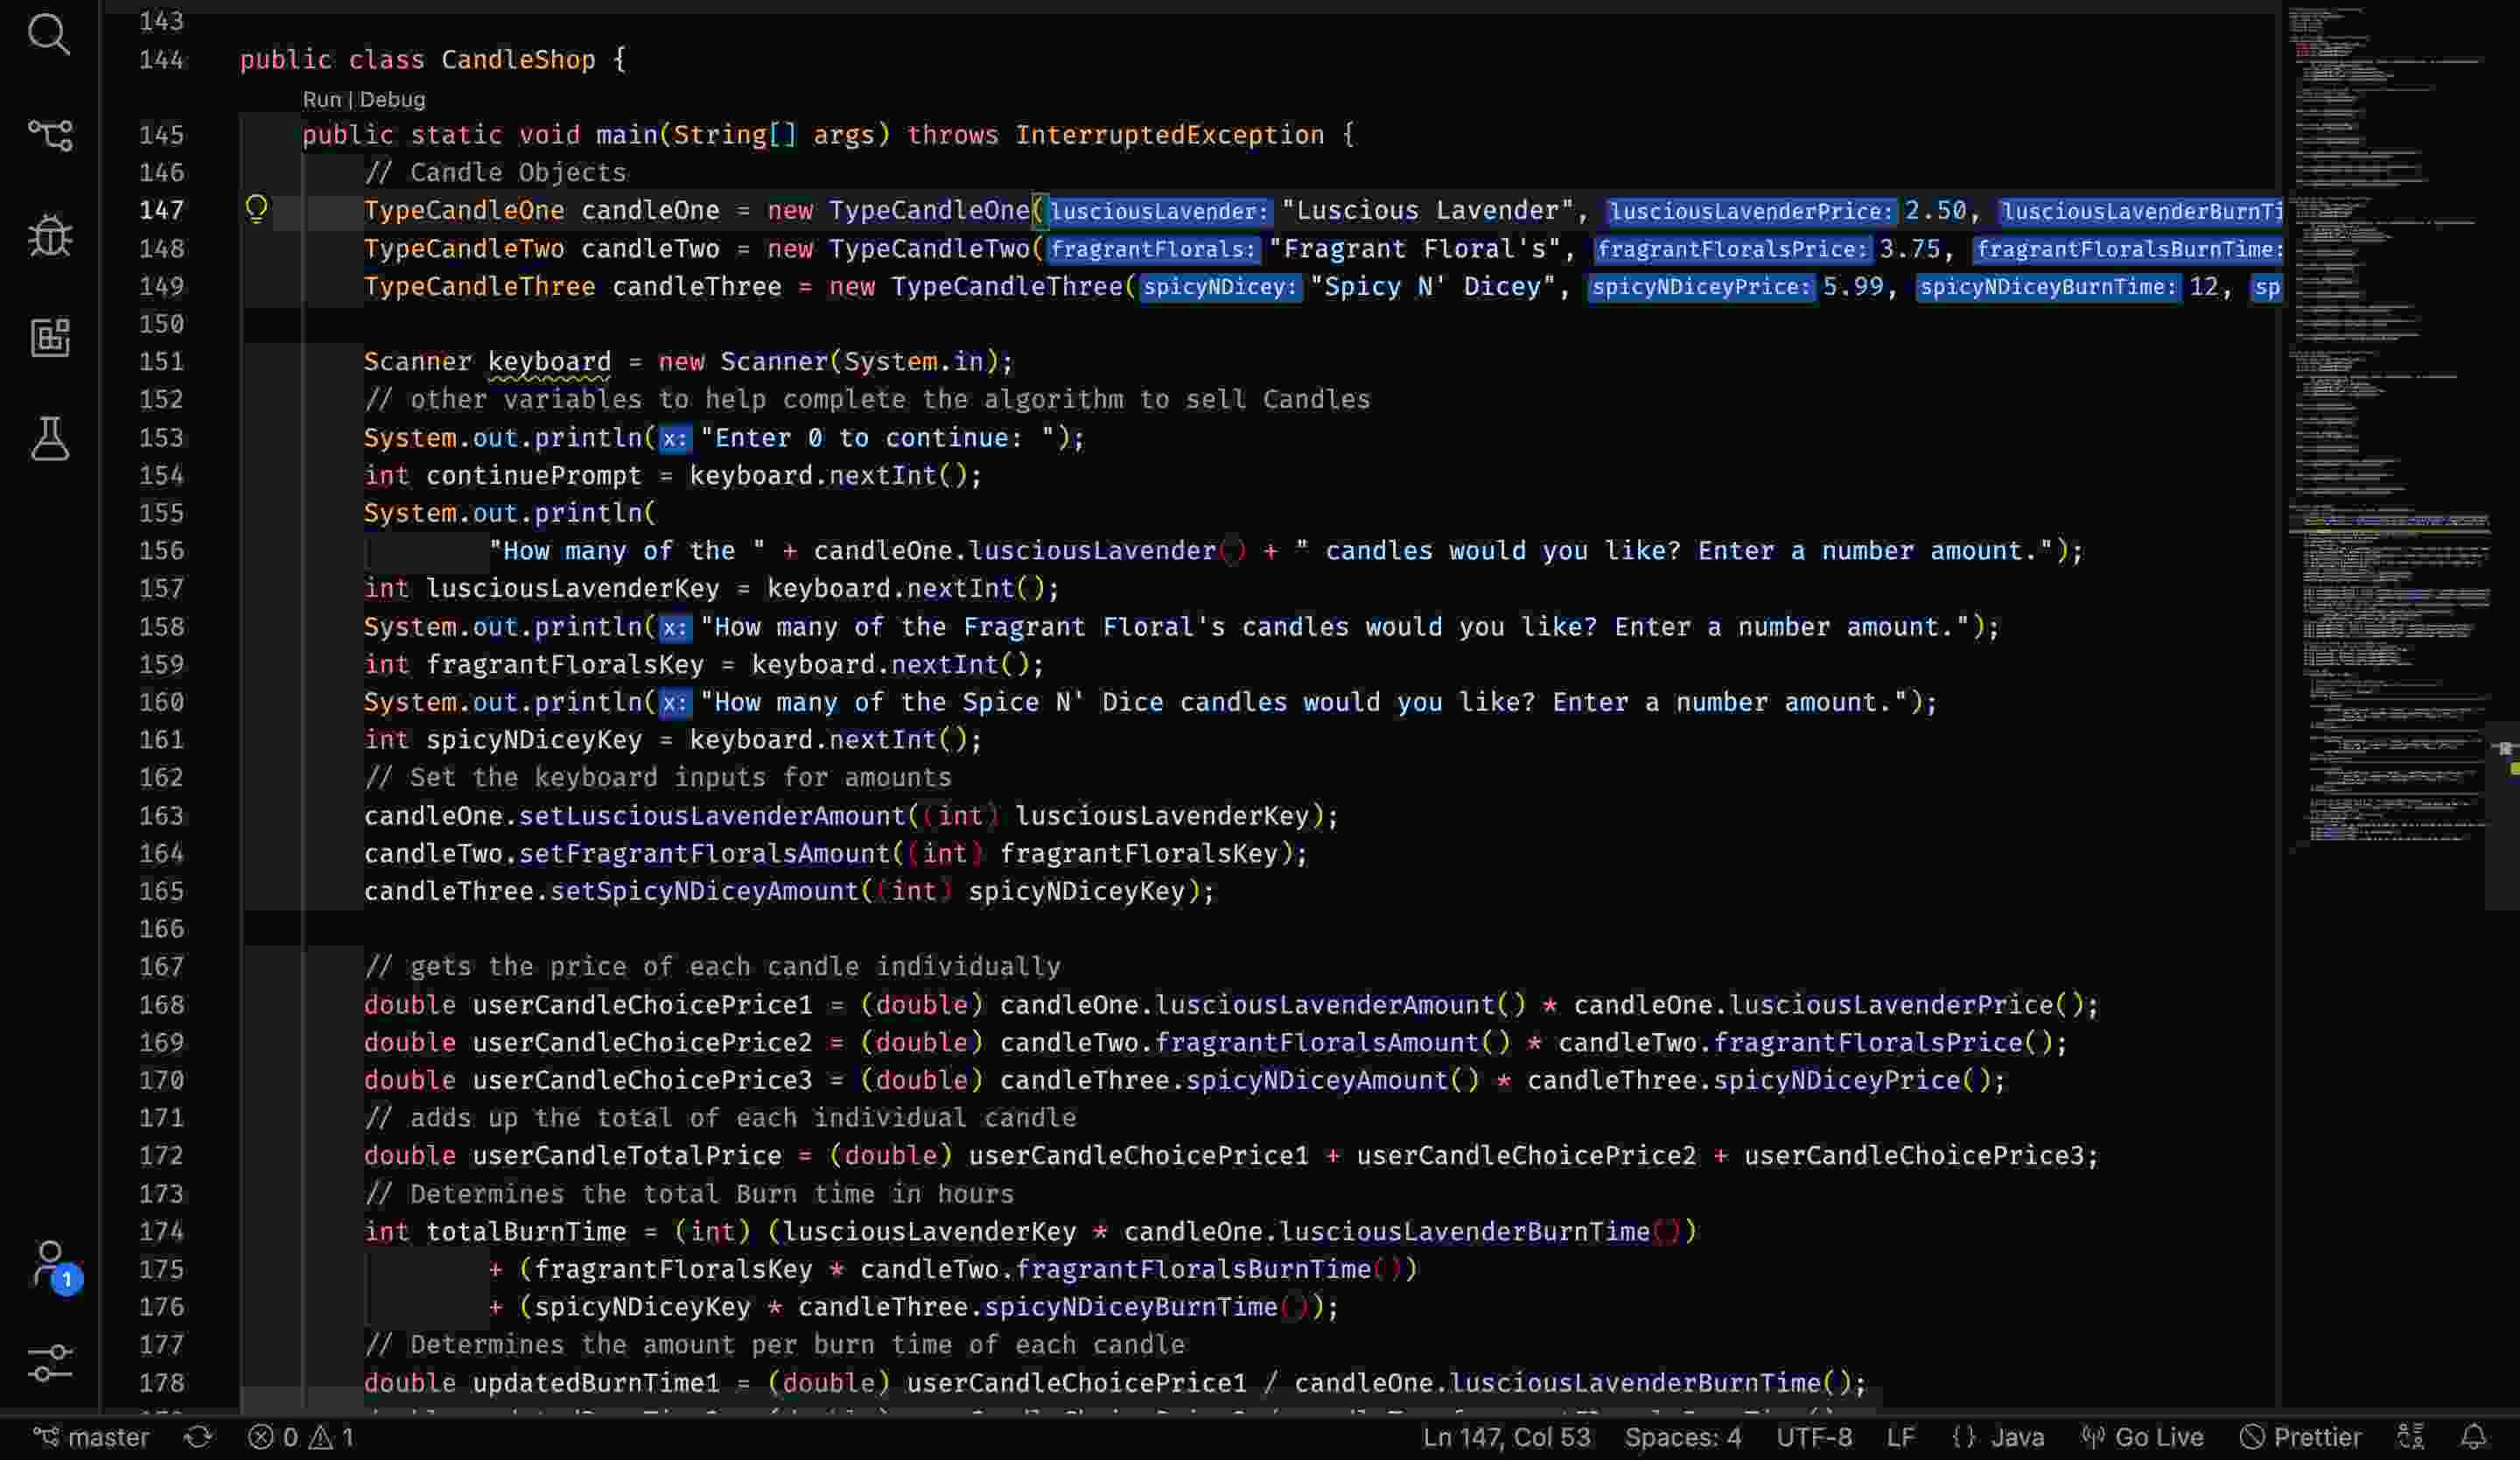 143
144 public class CandleShop {
Run | Debug
145 public static void main(String[] args) throws InterruptedException {
146 // Candle Objects
147 TypeCandleOne candleOne = new TypeCandleOne(lusciousLavender: "Luscious Lavender", lusciousLavenderPrice: 2.50, lusciousLavenderBurnTi
148 TypeCandleTwo candleTwo = new TypeCandleTwo(fragrantFlorals: "Fragrant Floral's", fragrantFloralsPrice: 3.75, fragrantFloralsBurnTime:
149 TypeCandleThree candleThree = new TypeCandleThree(spicyNDicey: "Spicy N' Dicey", spicyNDiceyPrice: 5.99, spicyNDiceyBurnTime: 12, sp
150
151 Scanner keyboard = new Scanner(System.in);
152 // other variables to help complete the algorithm to sell Candles
153 System.out.println(x: "Enter 0 to continue: ");
154 int continuePrompt = keyboard.nextInt();
155 System.out.println(
156 "How many of the " + candleOne.lusciousLavender() + " candles would you like? Enter a number amount.");
157 int lusciousLavenderKey = keyboard.nextInt();
158 System.out.println(x: "How many of the Fragrant Floral's candles would you like? Enter a number amount.");
159 int fragrantFloralsKey = keyboard.nextInt();
160 System.out.println(x: "How many of the Spice N' Dice candles would you like? Enter a number amount.");
161 int spicyNDiceyKey = keyboard.nextInt();
162 // Set the keyboard inputs for amounts
163 candleOne.setLusciousLavenderAmount((int) lusciousLavenderKey);
164 candleTwo.setFragrantFloralsAmount((int) fragrantFloralsKey);
165 candleThree.setSpicyNDiceyAmount((int) spicyNDiceyKey);
166
167 // gets the price of each candle individually
168 double userCandleChoicePrice1 = (double) candleOne.lusciousLavenderAmount() * candleOne.lusciousLavenderPrice();
169 double userCandleChoicePrice2 = (double) candleTwo.fragrantFloralsAmount() * candleTwo.fragrantFloralsPrice();
170 double userCandleChoicePrice3 = (double) candleThree.spicyNDiceyAmount() * candleThree.spicyNDiceyPrice();
171 // adds up the total of each individual candle
172 double userCandleTotalPrice = (double) userCandleChoicePrice1 + userCandleChoicePrice2 + userCandleChoicePrice3;
173 // Determines the total Burn time in hours
174 int totalBurnTime = (int) (lusciousLavenderKey * candleOne.lusciousLavenderBurnTime())
175 + (fragrantFloralsKey * candleTwo.fragrantFloralsBurnTime())
176 + (spicyNDiceyKey * candleThree.spicyNDiceyBurnTime());
177 // Determines the amount per burn time of each candle
178 double updatedBurnTime1 = (double) userCandleChoicePrice1 / candleOne.lusciousLavenderBurnTime();
1
master 0 1 Ln 147, Col 53 Spaces: 4 UTF-8 LF {} Java Go Live Prettier